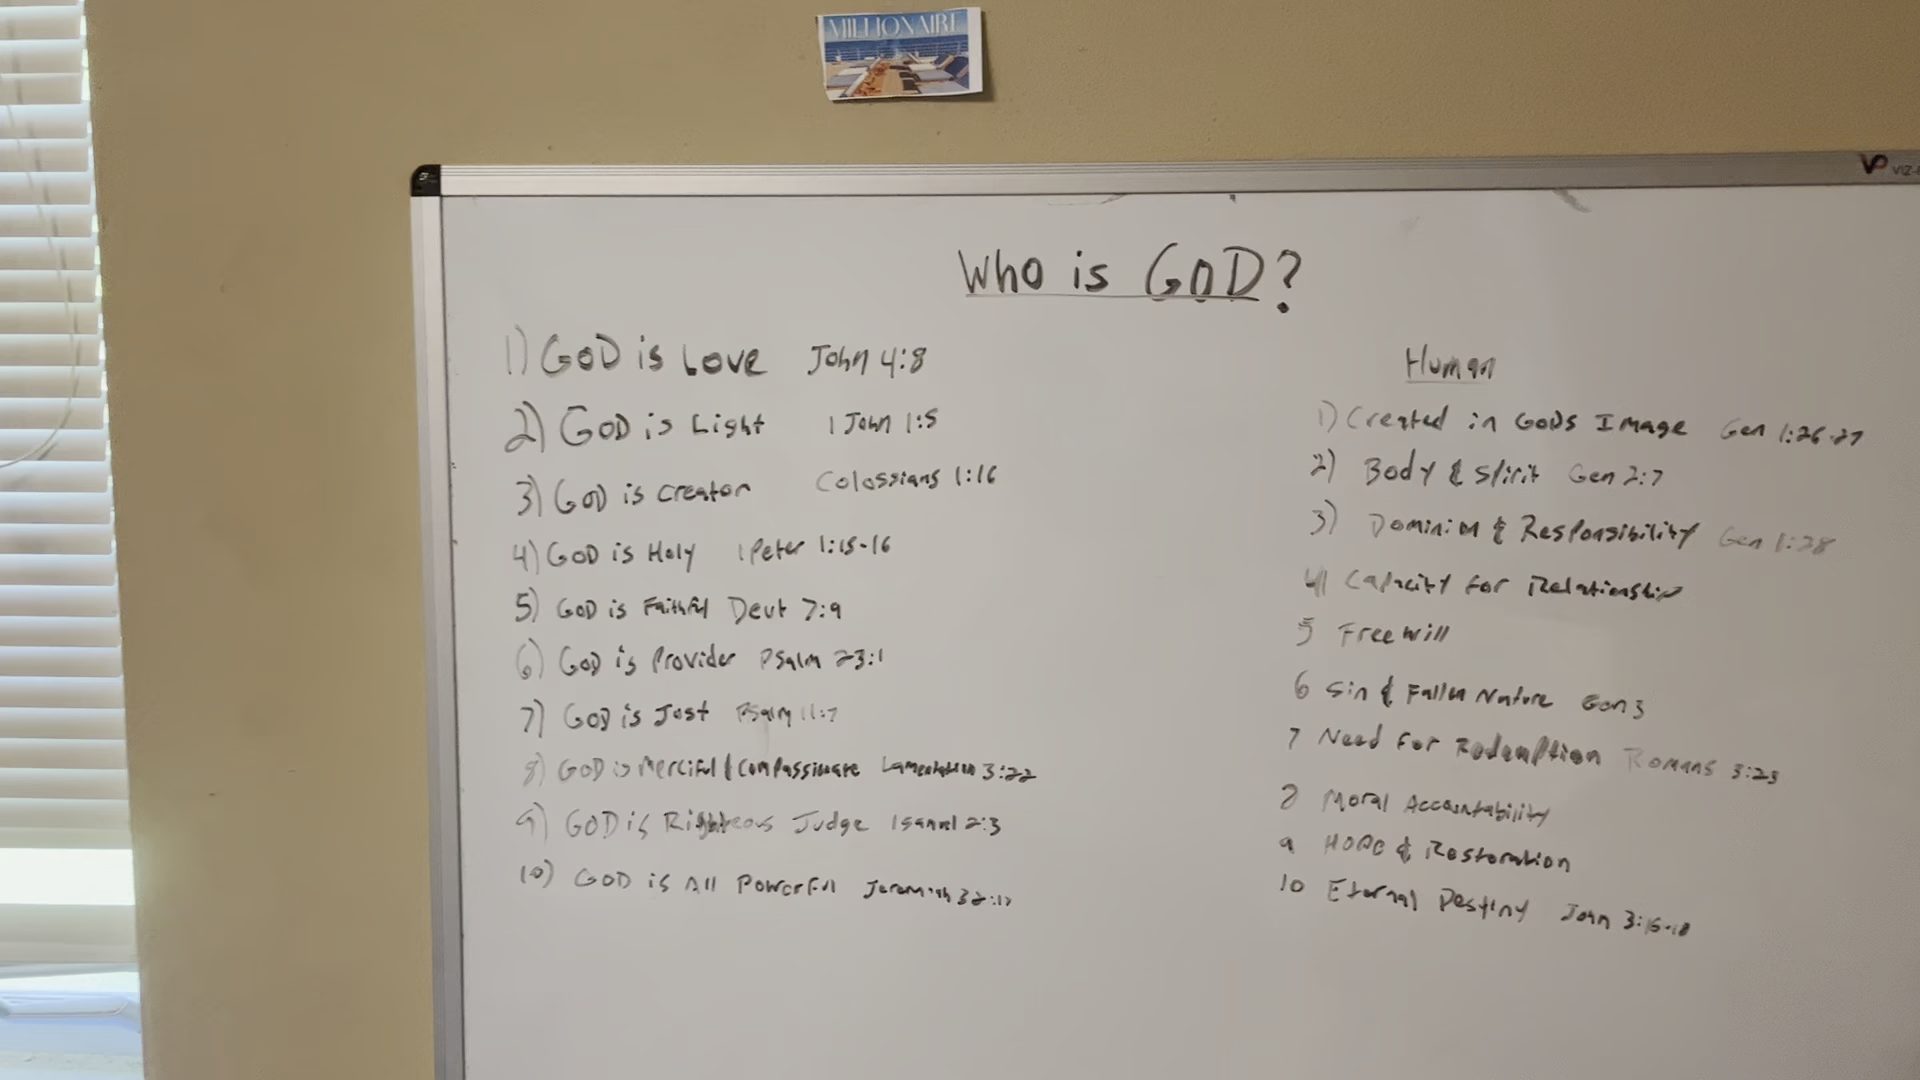 MILLIONAIRE
VP VIZ-
Who is GOD?
1) GOD is Love John 4:8
2) GOD is Light 1 John 1:5
3) GOD is creator Colossians 1:16
4) GOD is Holy 1 Peter 1:15-16
5) GOD is Faithful Deut 7:9
6) GOD is Provider Psalm 23:1
7) GOD is Just Psalm 11:7
8) GOD is Merciful & Compassionate Lamentation 3:22
9) GOD is Righteous Judge 1 Samuel 2:3
10) GOD is All Powerful Jeremiah 32:17
Human
1) Created in GODS Image Gen 1:26-27
2) Body & Spirit Gen 2:7
3) Dominion & Responsibility Gen 1:28
4) Capacity For Relationship
5 Free will
6 Sin & Fallen Nature Gen 3
7 Need For Redemption Romans 3:23
8 Moral Accountability
9 HOPE & Restoration
10 Eternal Destiny John 3:16-18